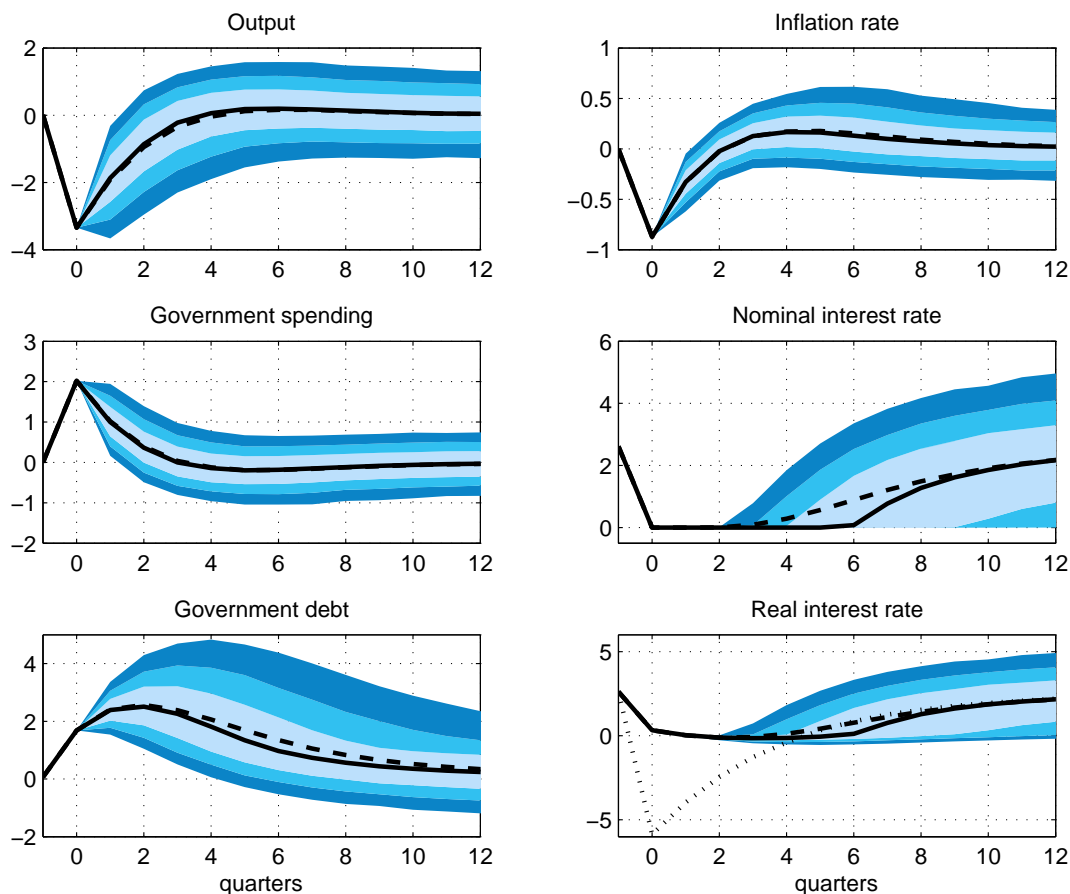 Output
2
0
−2
−4
0 2 4 6 8 10 12
Inflation rate
1
0.5
0
−0.5
−1
0 2 4 6 8 10 12
Government spending
3
2
1
0
−1
−2
0 2 4 6 8 10 12
Nominal interest rate
6
4
2
0
0 2 4 6 8 10 12
Government debt
4
2
0
−2
0 2 4 6 8 10 12
quarters
Real interest rate
5
0
−5
0 2 4 6 8 10 12
quarters